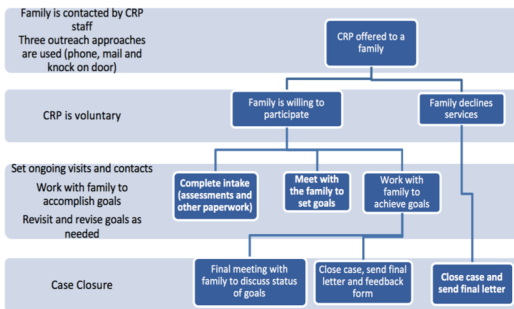 Family is contacted by CRP
staff
Three outreach approaches
are used (phone, mail and
knock on door)
CRP offered to a
family
CRP is voluntary
Family is willing to
participate
Family declines
services
Set ongoing visits and contacts
Work with family to
accomplish goals
Revisit and revise goals as
needed
Complete intake
(assessments and
other paperwork)
Meet with
the family to
set goals
Work with
family to
achieve goals
Case Closure
Final meeting with
family to discuss status
of goals
Close case, send final
letter and feedback
form
Close case and
send final letter